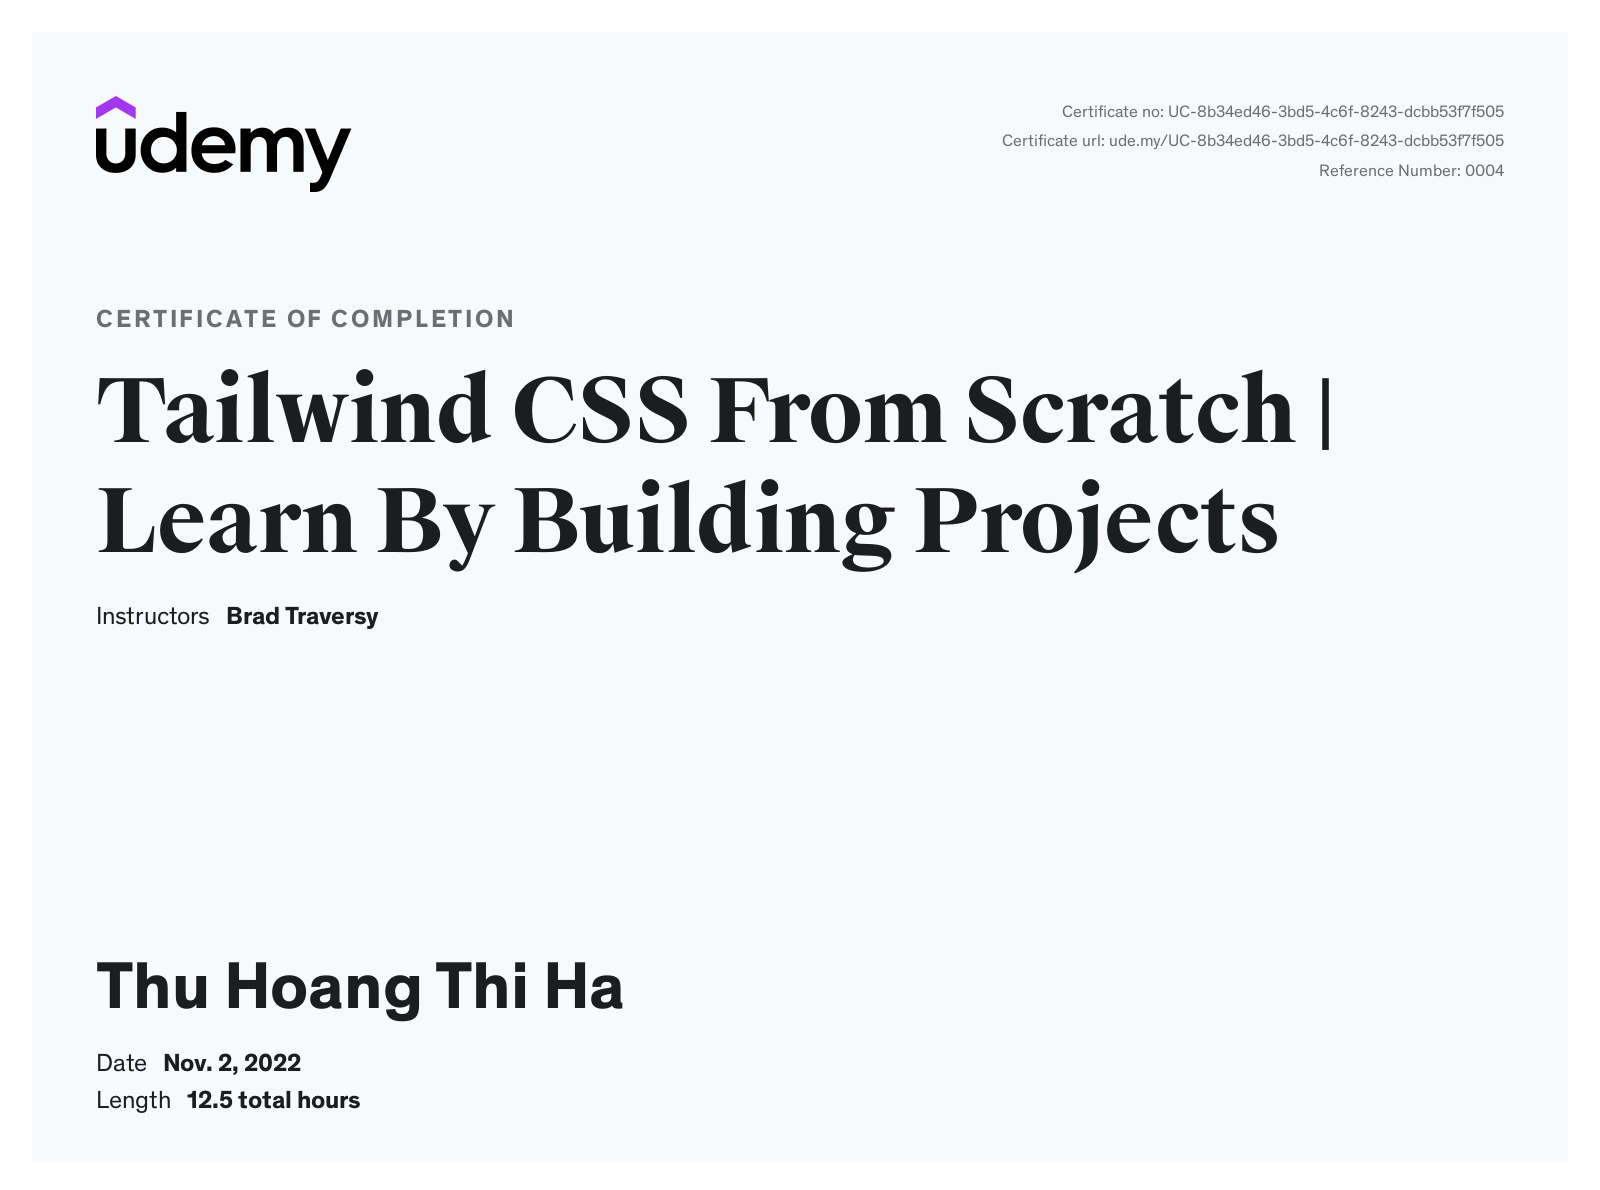 udemy
Certificate no: UC-8b34ed46-3bd5-4c6f-8243-dcbb53f7f505
Certificate url: ude.my/UC-8b34ed46-3bd5-4c6f-8243-dcbb53f7f505
Reference Number: 0004
CERTIFICATE OF COMPLETION
Tailwind CSS From Scratch |
Learn By Building Projects
Instructors Brad Traversy
Thu Hoang Thi Ha
Date Nov. 2, 2022
Length 12.5 total hours